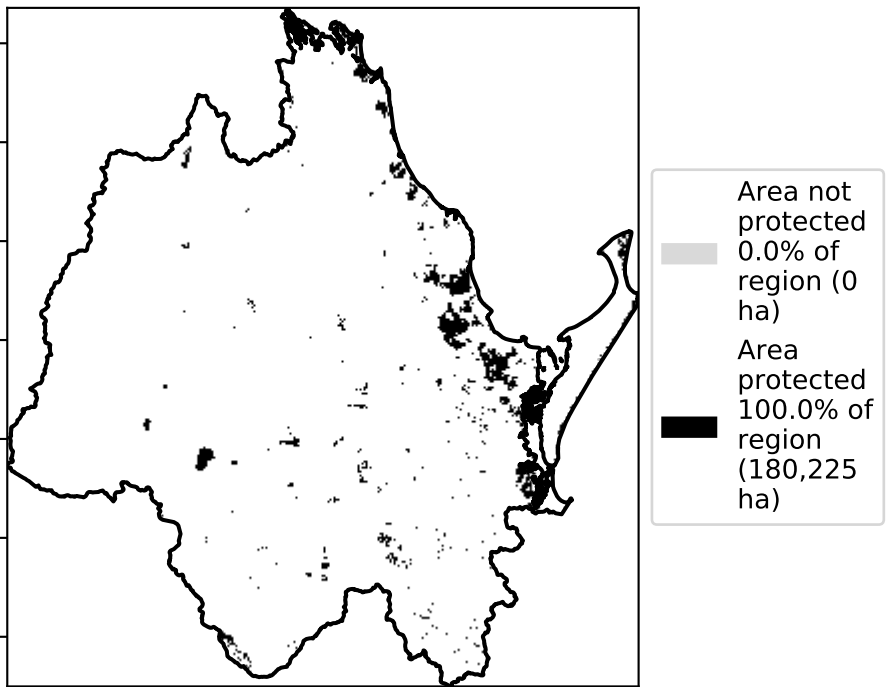 Area not
protected
0.0% of
region (0
ha)
Area
protected
100.0% of
region
(180,225
ha)